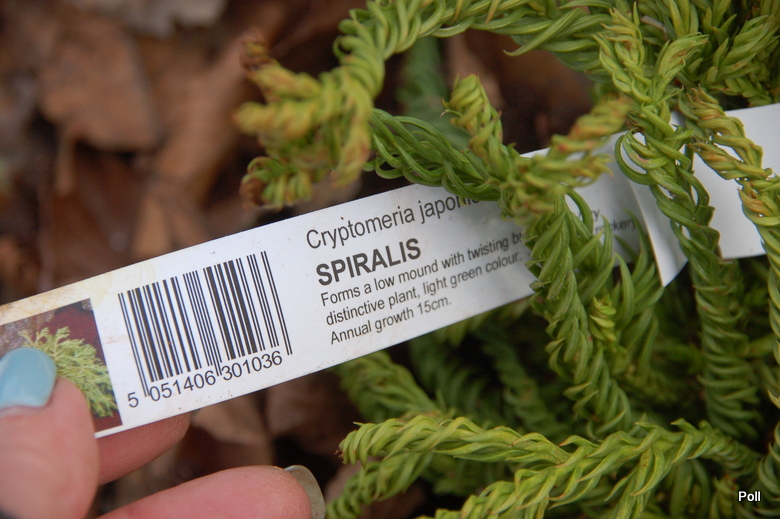 Cryptomeria
SPIRALIS
Forms a low mound with twisting
distinctive plant, light green colour.
Annual growth 15cm.
5 051406 301036
Poll